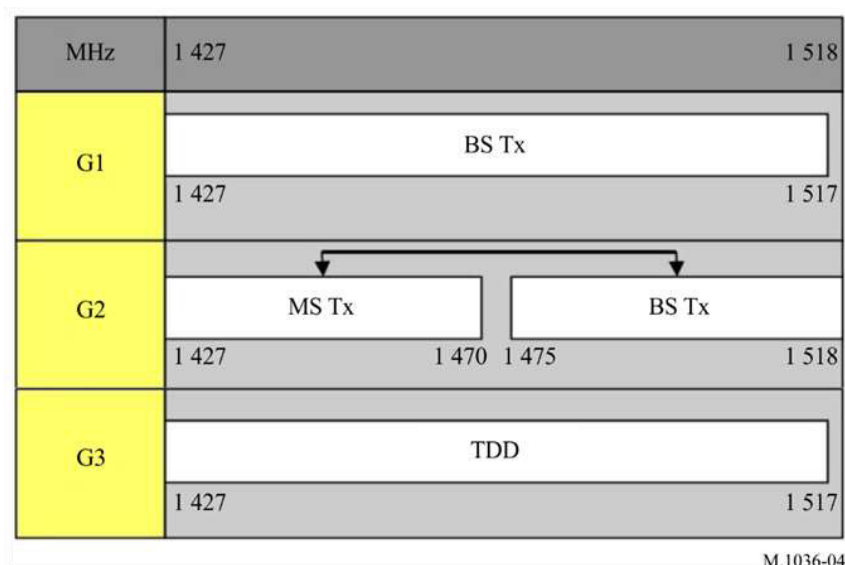 MHz 1 427 1 518
G1 BS Tx
1 427 1 517
G2 MS Tx BS Tx
1 427 1 470 1 475 1 518
G3 TDD
1 427 1 517
M.1036-04